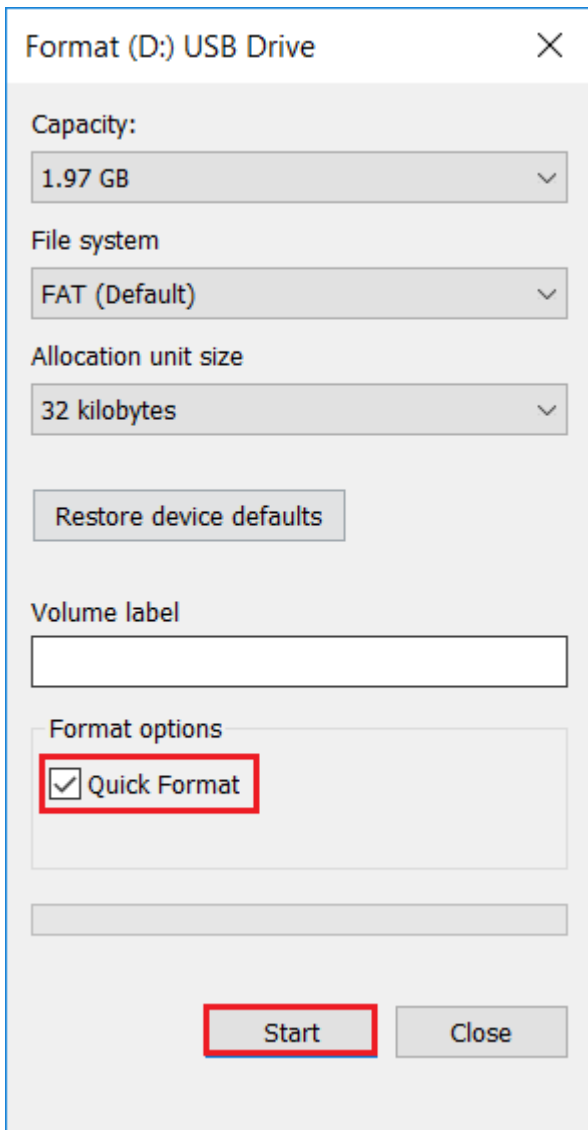 Format (D:) USB Drive
Capacity:
1.97 GB
File system
FAT (Default)
Allocation unit size
32 kilobytes
Restore device defaults
Volume label
Format options
Quick Format
Start Close